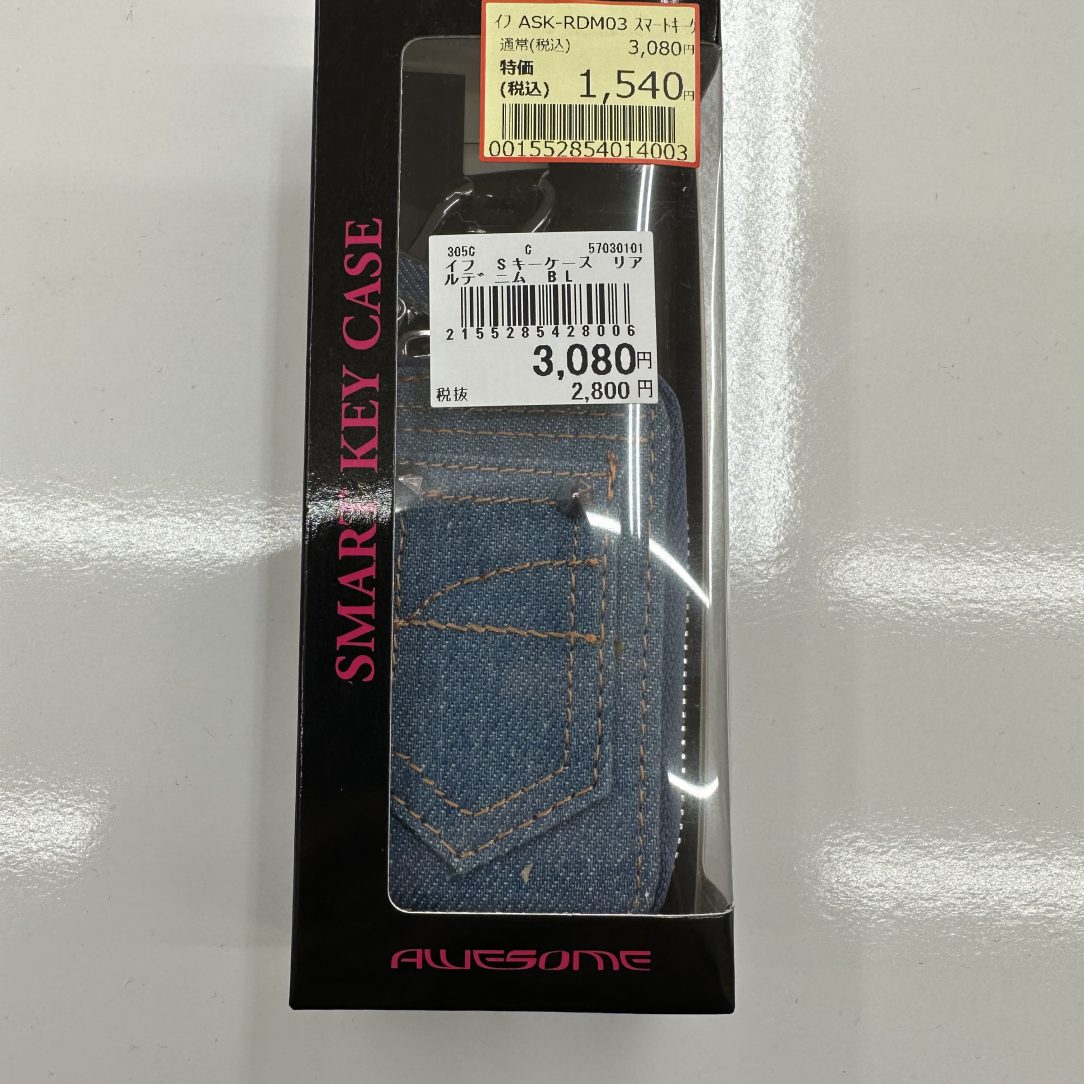 ｲﾌ ASK-RDM03 ｽﾏｰﾄｷｰｹ
通常(税込) 3,080円
特価
(税込) 1,540円
001552854014003
305C C 57030101
イフ Sキーケース リア
ルデニム BL
2155285428006
3,080円
税抜 2,800円
SMART KEY CASE
AWESOME